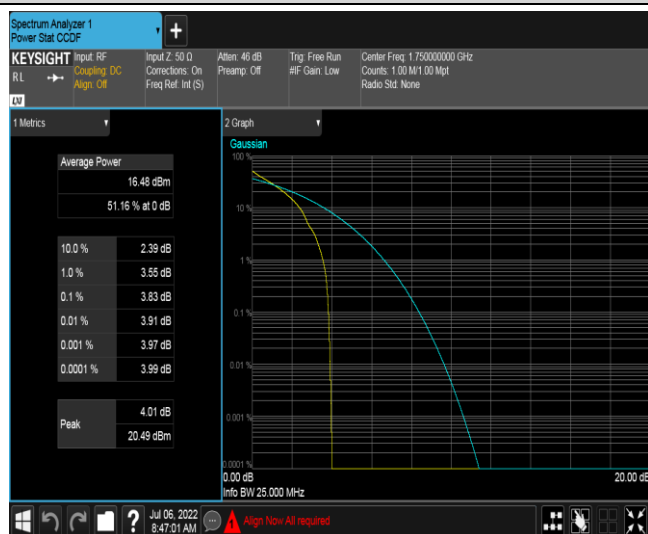 Spectrum Analyzer 1
Power Stat CCDF
KEYSIGHT
RL
LXI
Input: RF
Coupling: DC
Align: Off
Input Z: 50 Ω
Corrections: On
Freq Ref: Int (S)
Atten: 46 dB
Preamp: Off
Trig: Free Run
#IF Gain: Low
Center Freq: 1.750000000 GHz
Counts: 1.00 M/1.00 Mpt
Radio Std: None
1 Metrics
Average Power
16.48 dBm
51.16 % at 0 dB
10.0 % 2.39 dB
1.0 % 3.55 dB
0.1 % 3.83 dB
0.01 % 3.91 dB
0.001 % 3.97 dB
0.0001 % 3.99 dB
Peak
4.01 dB
20.49 dBm
2 Graph
Gaussian
100 %
10 %
1 %
0.1 %
0.01 %
0.001 %
0.0001 %
0.00 dB
20.00 dB
Info BW 25.000 MHz
?
Jul 06, 2022
8:47:01 AM
Align Now All required